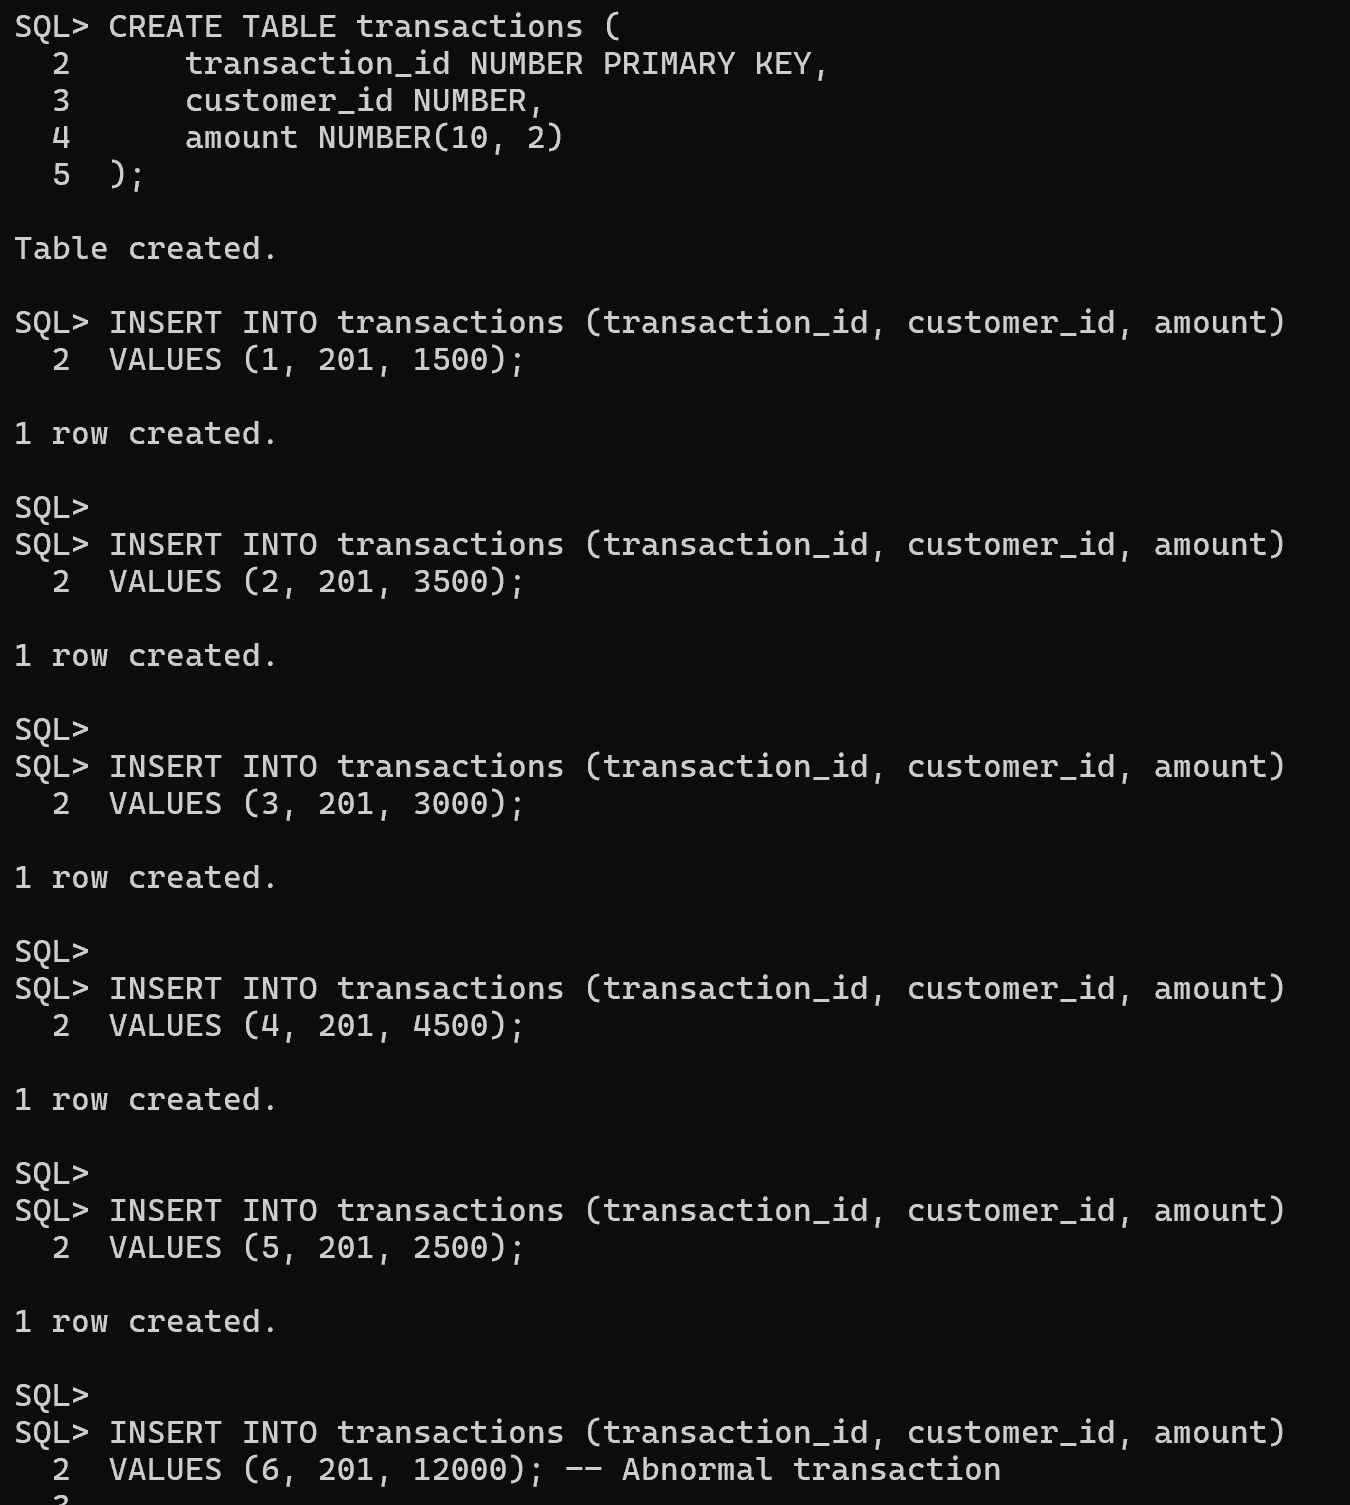 SQL> CREATE TABLE transactions (
  2      transaction_id NUMBER PRIMARY KEY,
  3      customer_id NUMBER,
  4      amount NUMBER(10, 2)
  5  );
Table created.
SQL> INSERT INTO transactions (transaction_id, customer_id, amount)
  2  VALUES (1, 201, 1500);
1 row created.
SQL>
SQL> INSERT INTO transactions (transaction_id, customer_id, amount)
  2  VALUES (2, 201, 3500);
1 row created.
SQL>
SQL> INSERT INTO transactions (transaction_id, customer_id, amount)
  2  VALUES (3, 201, 3000);
1 row created.
SQL>
SQL> INSERT INTO transactions (transaction_id, customer_id, amount)
  2  VALUES (4, 201, 4500);
1 row created.
SQL>
SQL> INSERT INTO transactions (transaction_id, customer_id, amount)
  2  VALUES (5, 201, 2500);
1 row created.
SQL>
SQL> INSERT INTO transactions (transaction_id, customer_id, amount)
  2  VALUES (6, 201, 12000); -- Abnormal transaction